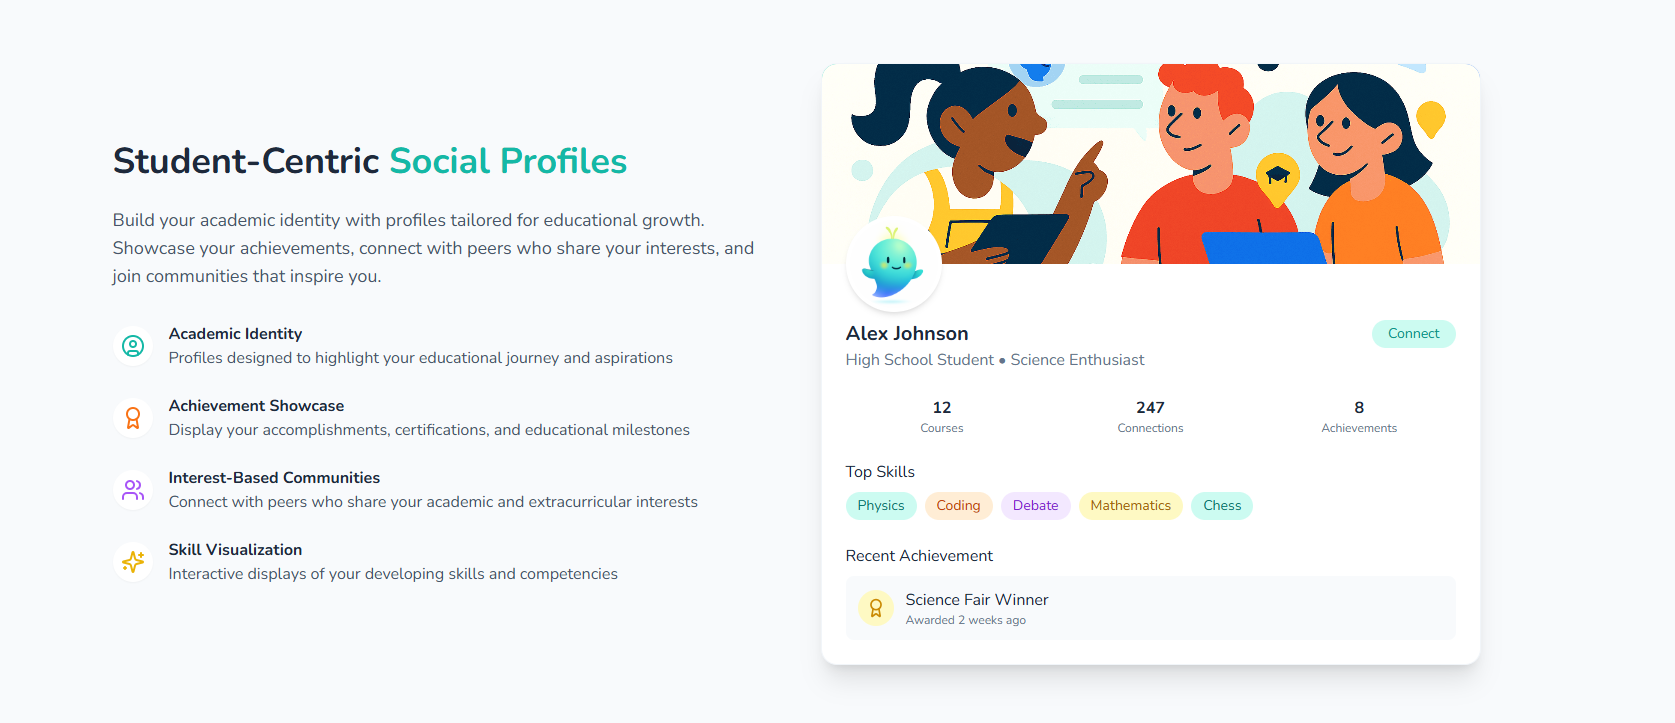 Student-Centric Social Profiles
Build your academic identity with profiles tailored for educational growth.
Showcase your achievements, connect with peers who share your interests, and
join communities that inspire you.
Academic Identity
Profiles designed to highlight your educational journey and aspirations
Achievement Showcase
Display your accomplishments, certifications, and educational milestones
Interest-Based Communities
Connect with peers who share your academic and extracurricular interests
Skill Visualization
Interactive displays of your developing skills and competencies
Alex Johnson
Connect
High School Student • Science Enthusiast
12 247 8
Courses Connections Achievements
Top Skills
Physics Coding Debate Mathematics Chess
Recent Achievement
Science Fair Winner
Awarded 2 weeks ago